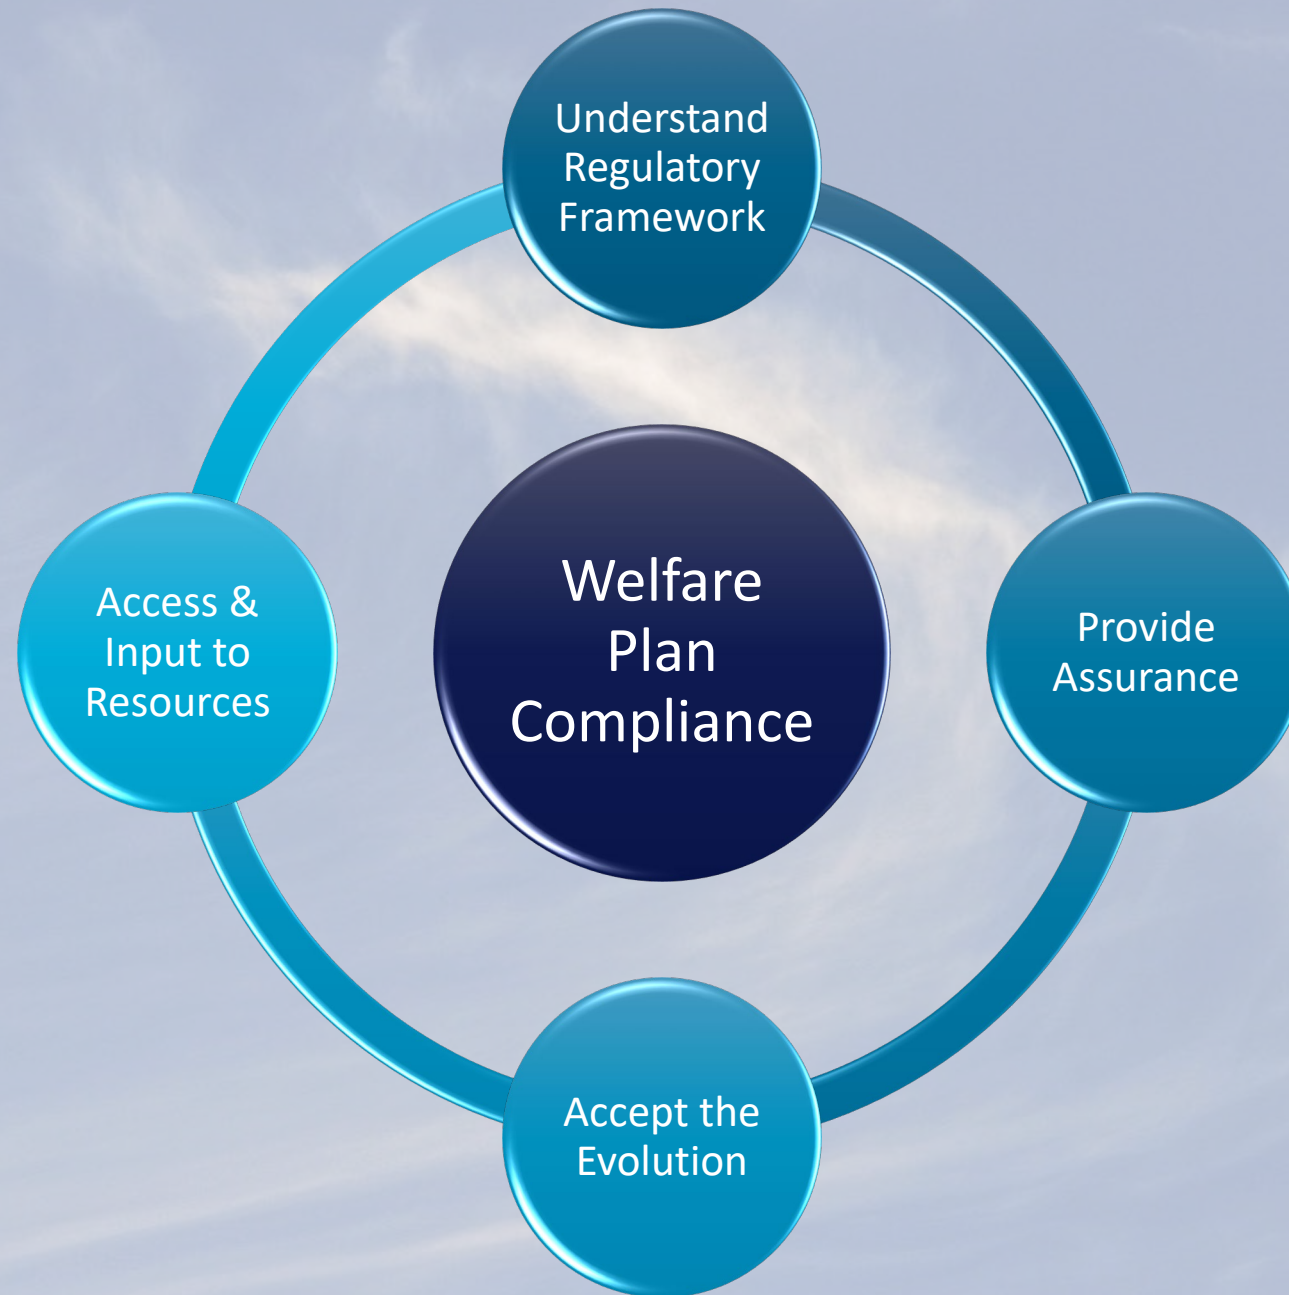 Understand
Regulatory
Framework
Access &
Input to
Resources
Welfare
Plan
Compliance
Provide
Assurance
Accept the
Evolution